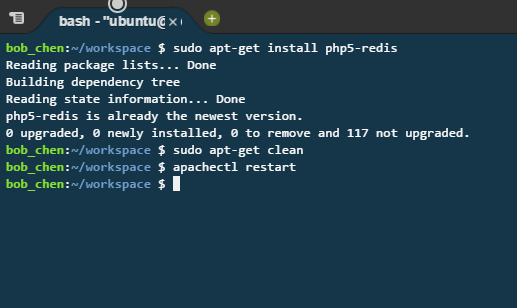 bash - "ubuntu@
bob_chen:~/workspace $ sudo apt-get install php5-redis
Reading package lists... Done
Building dependency tree
Reading state information... Done
php5-redis is already the newest version.
0 upgraded, 0 newly installed, 0 to remove and 117 not upgraded.
bob_chen:~/workspace $ sudo apt-get clean
bob_chen:~/workspace $ apachectl restart
bob_chen:~/workspace $